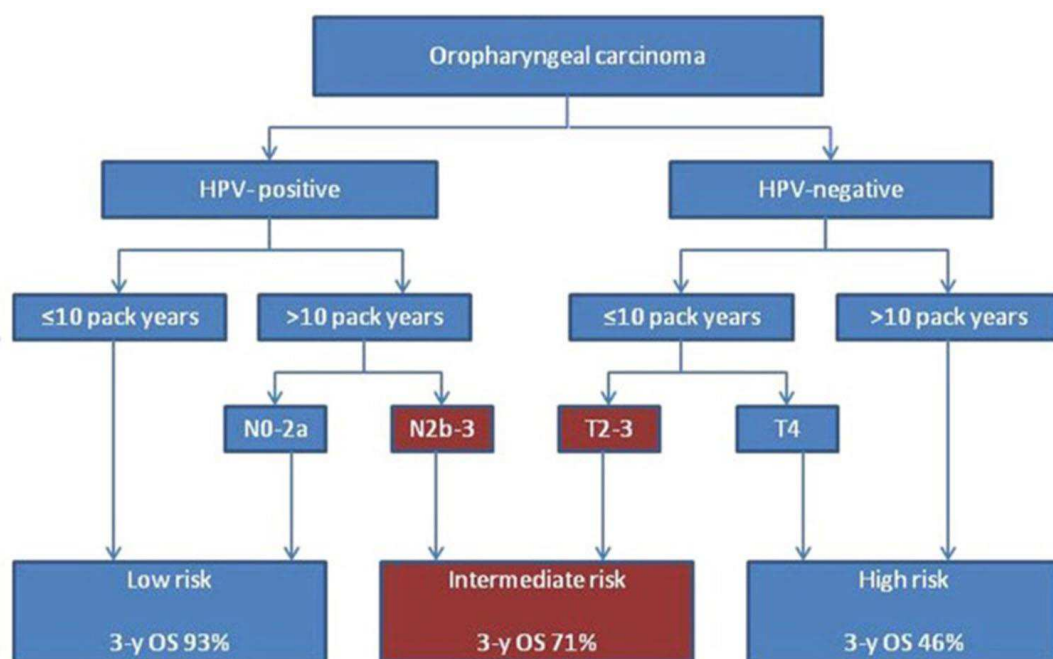 Oropharyngeal carcinoma
HPV- positive
HPV-negative
≤10 pack years
>10 pack years
≤10 pack years
>10 pack years
N0-2a
N2b-3
T2-3
T4
Low risk
3-y OS 93%
Intermediate risk
3-y OS 71%
High risk
3-y OS 46%